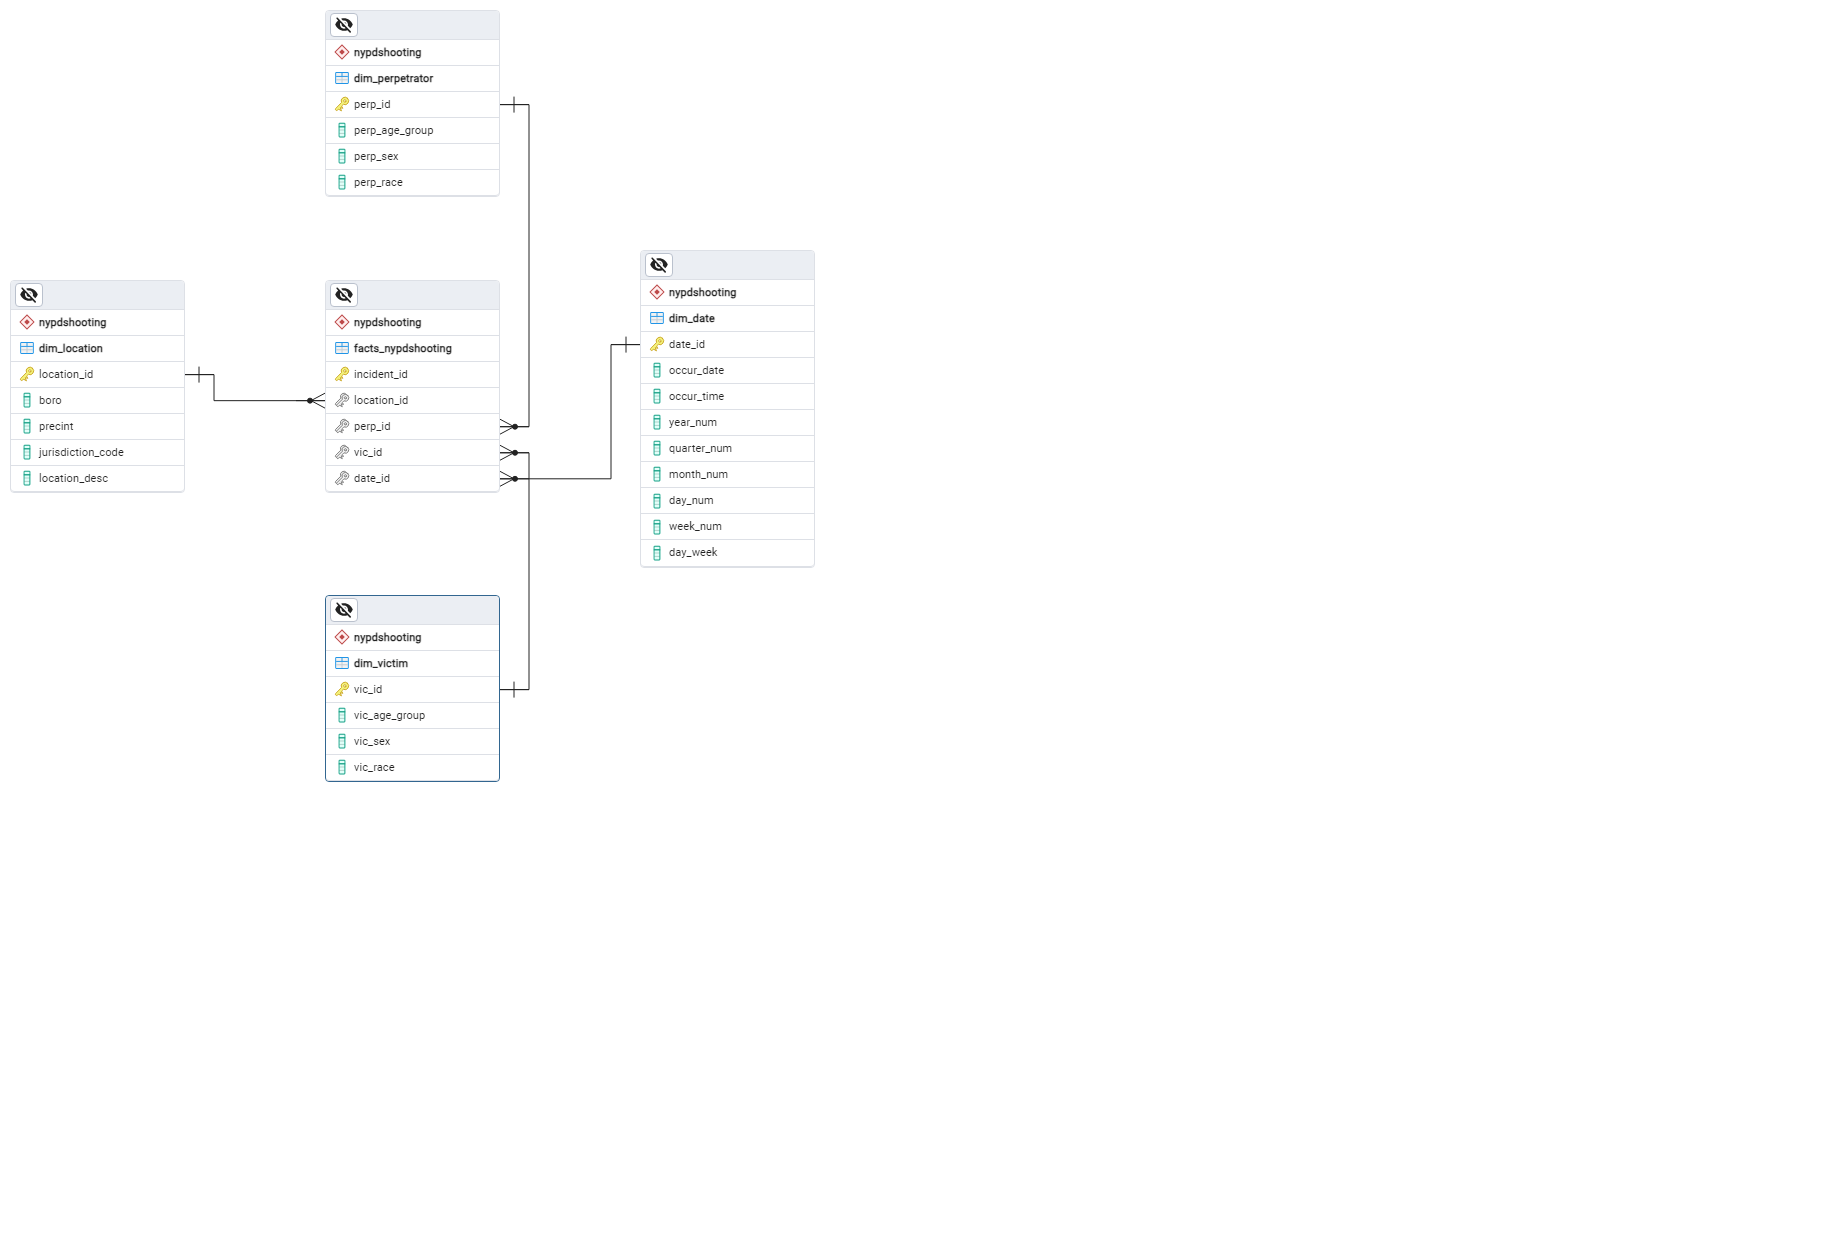 nypdshooting
dim_perpetrator
perp_id
perp_age_group
perp_sex
perp_race
nypdshooting
dim_location
location_id
boro
precint
jurisdiction_code
location_desc
nypdshooting
facts_nypdshooting
incident_id
location_id
perp_id
vic_id
date_id
nypdshooting
dim_date
date_id
occur_date
occur_time
year_num
quarter_num
month_num
day_num
week_num
day_week
nypdshooting
dim_victim
vic_id
vic_age_group
vic_sex
vic_race